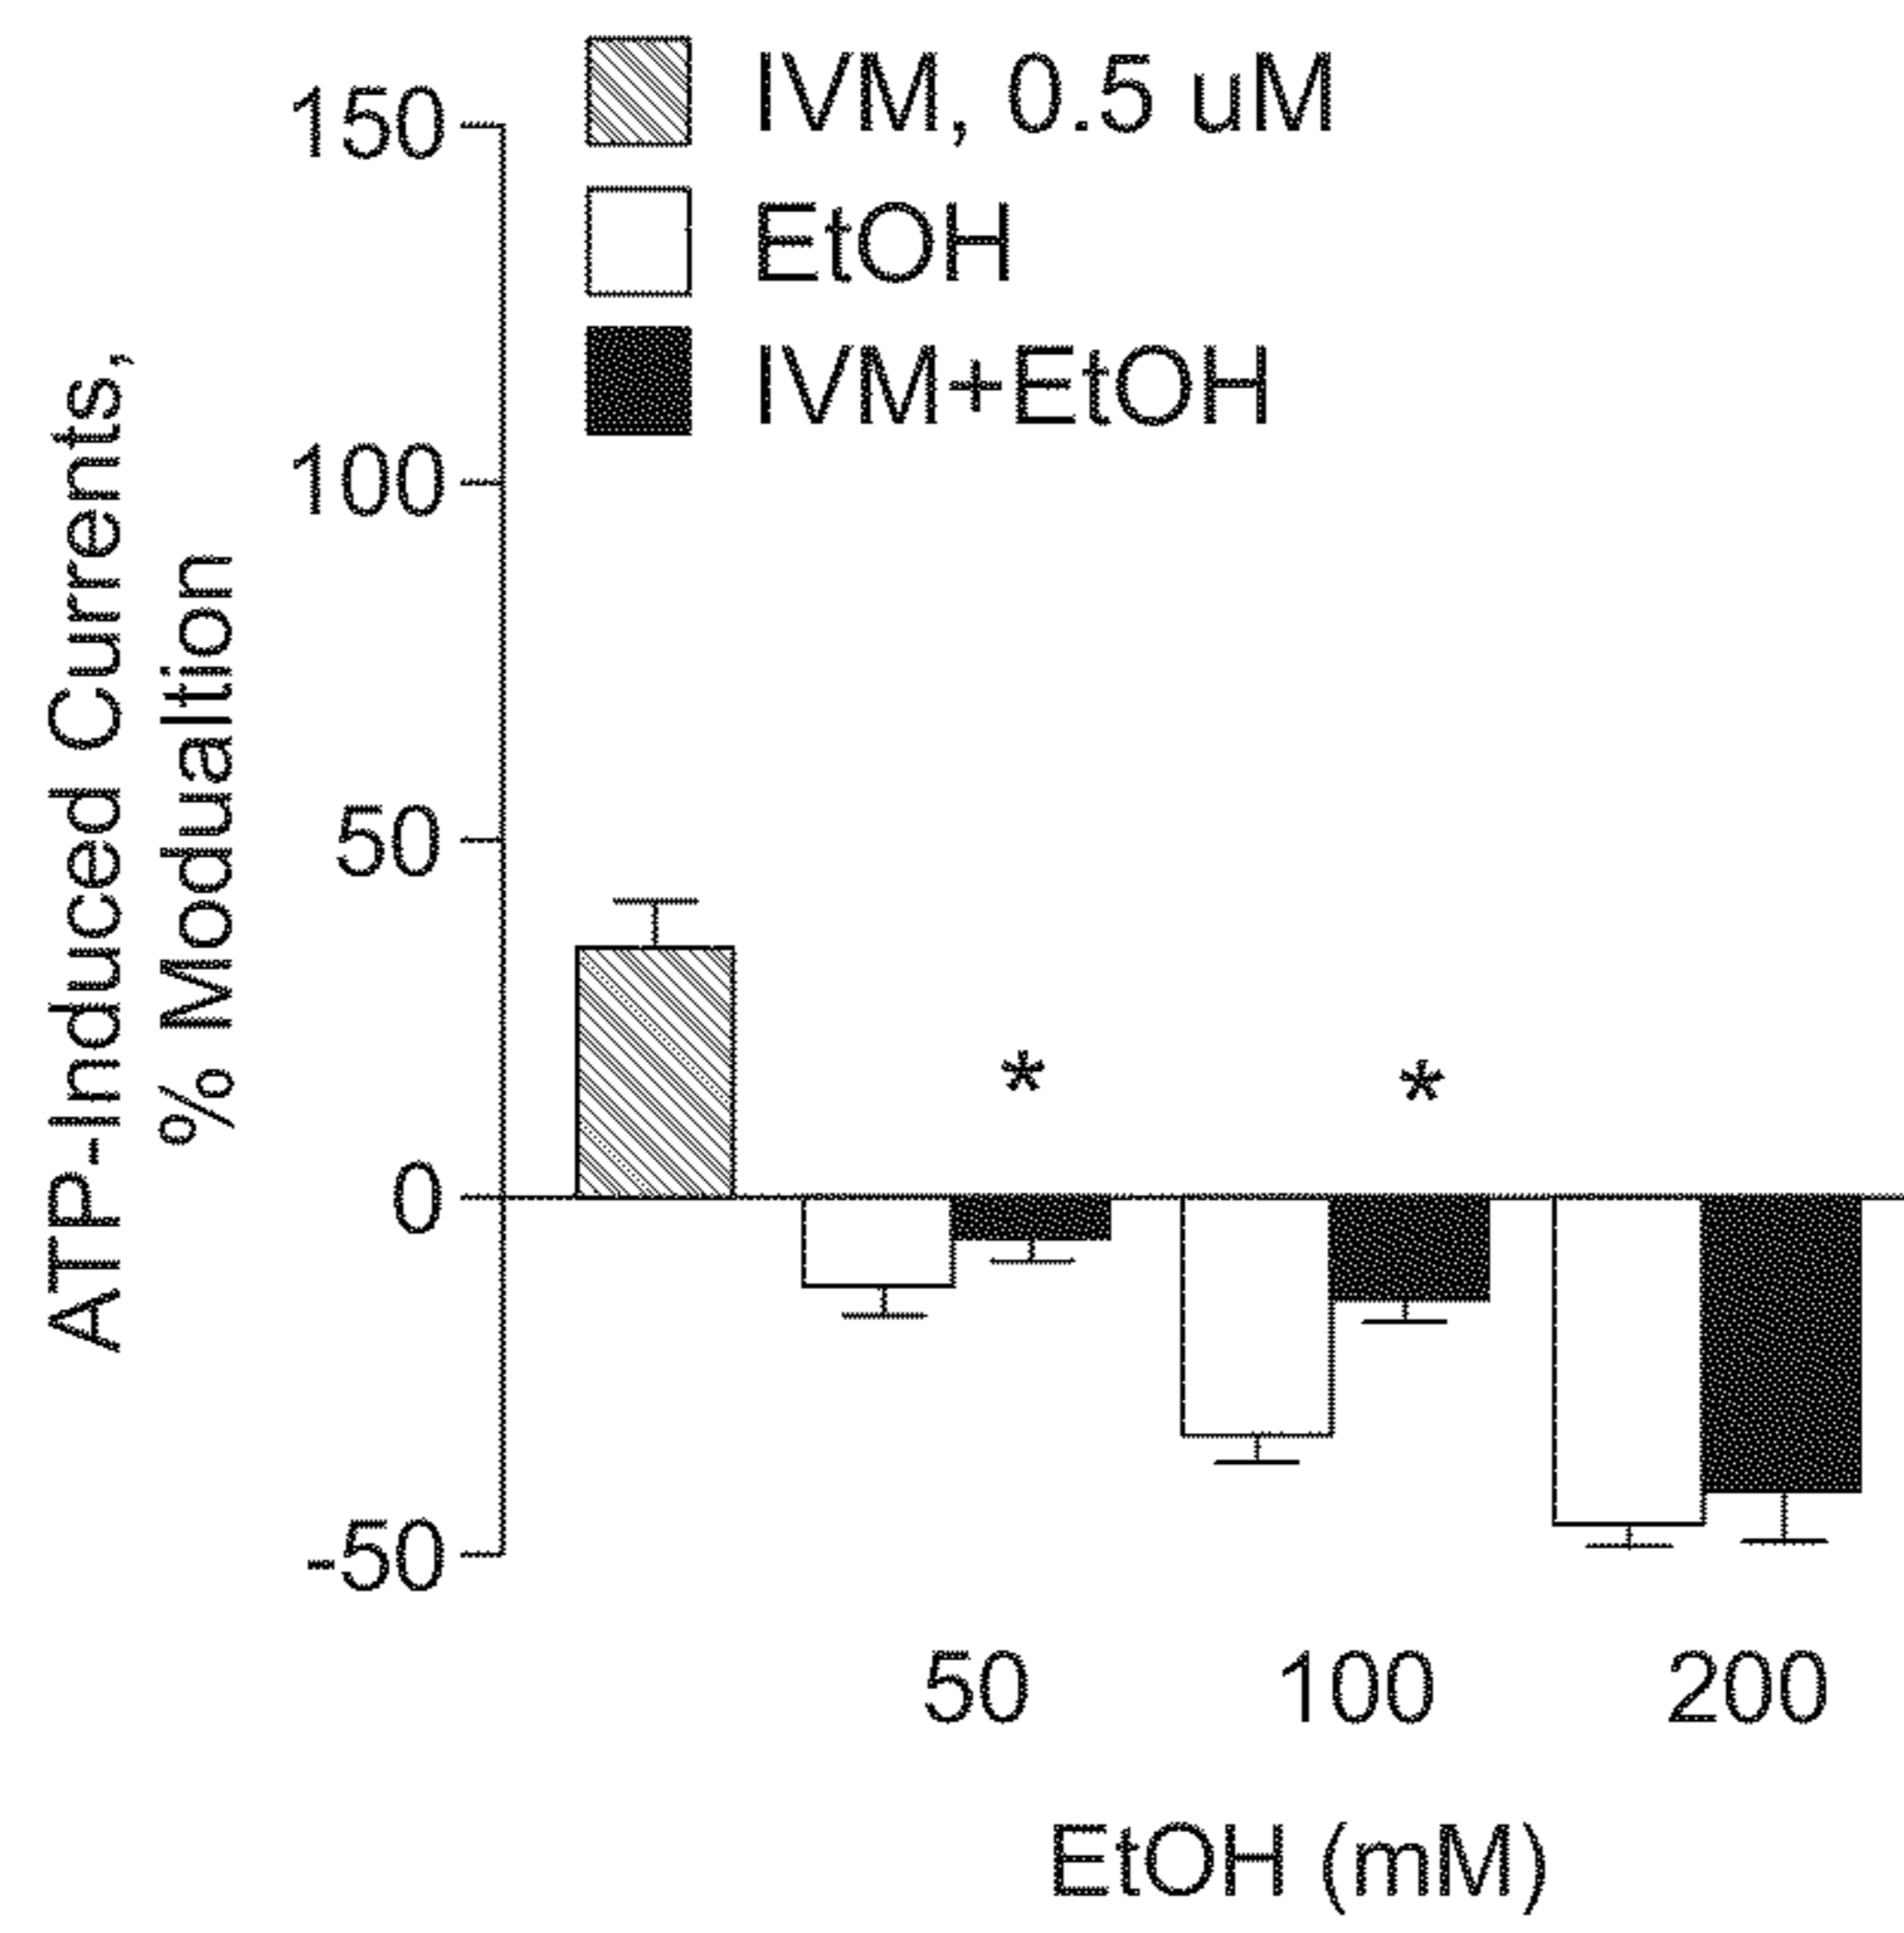 IVM, 0.5 uM
EtOH
IVM+EtOH
ATP-Induced Currents,
% Modualtion
150
100
50
0
-50
*
*
50 100 200
EtOH (mM)